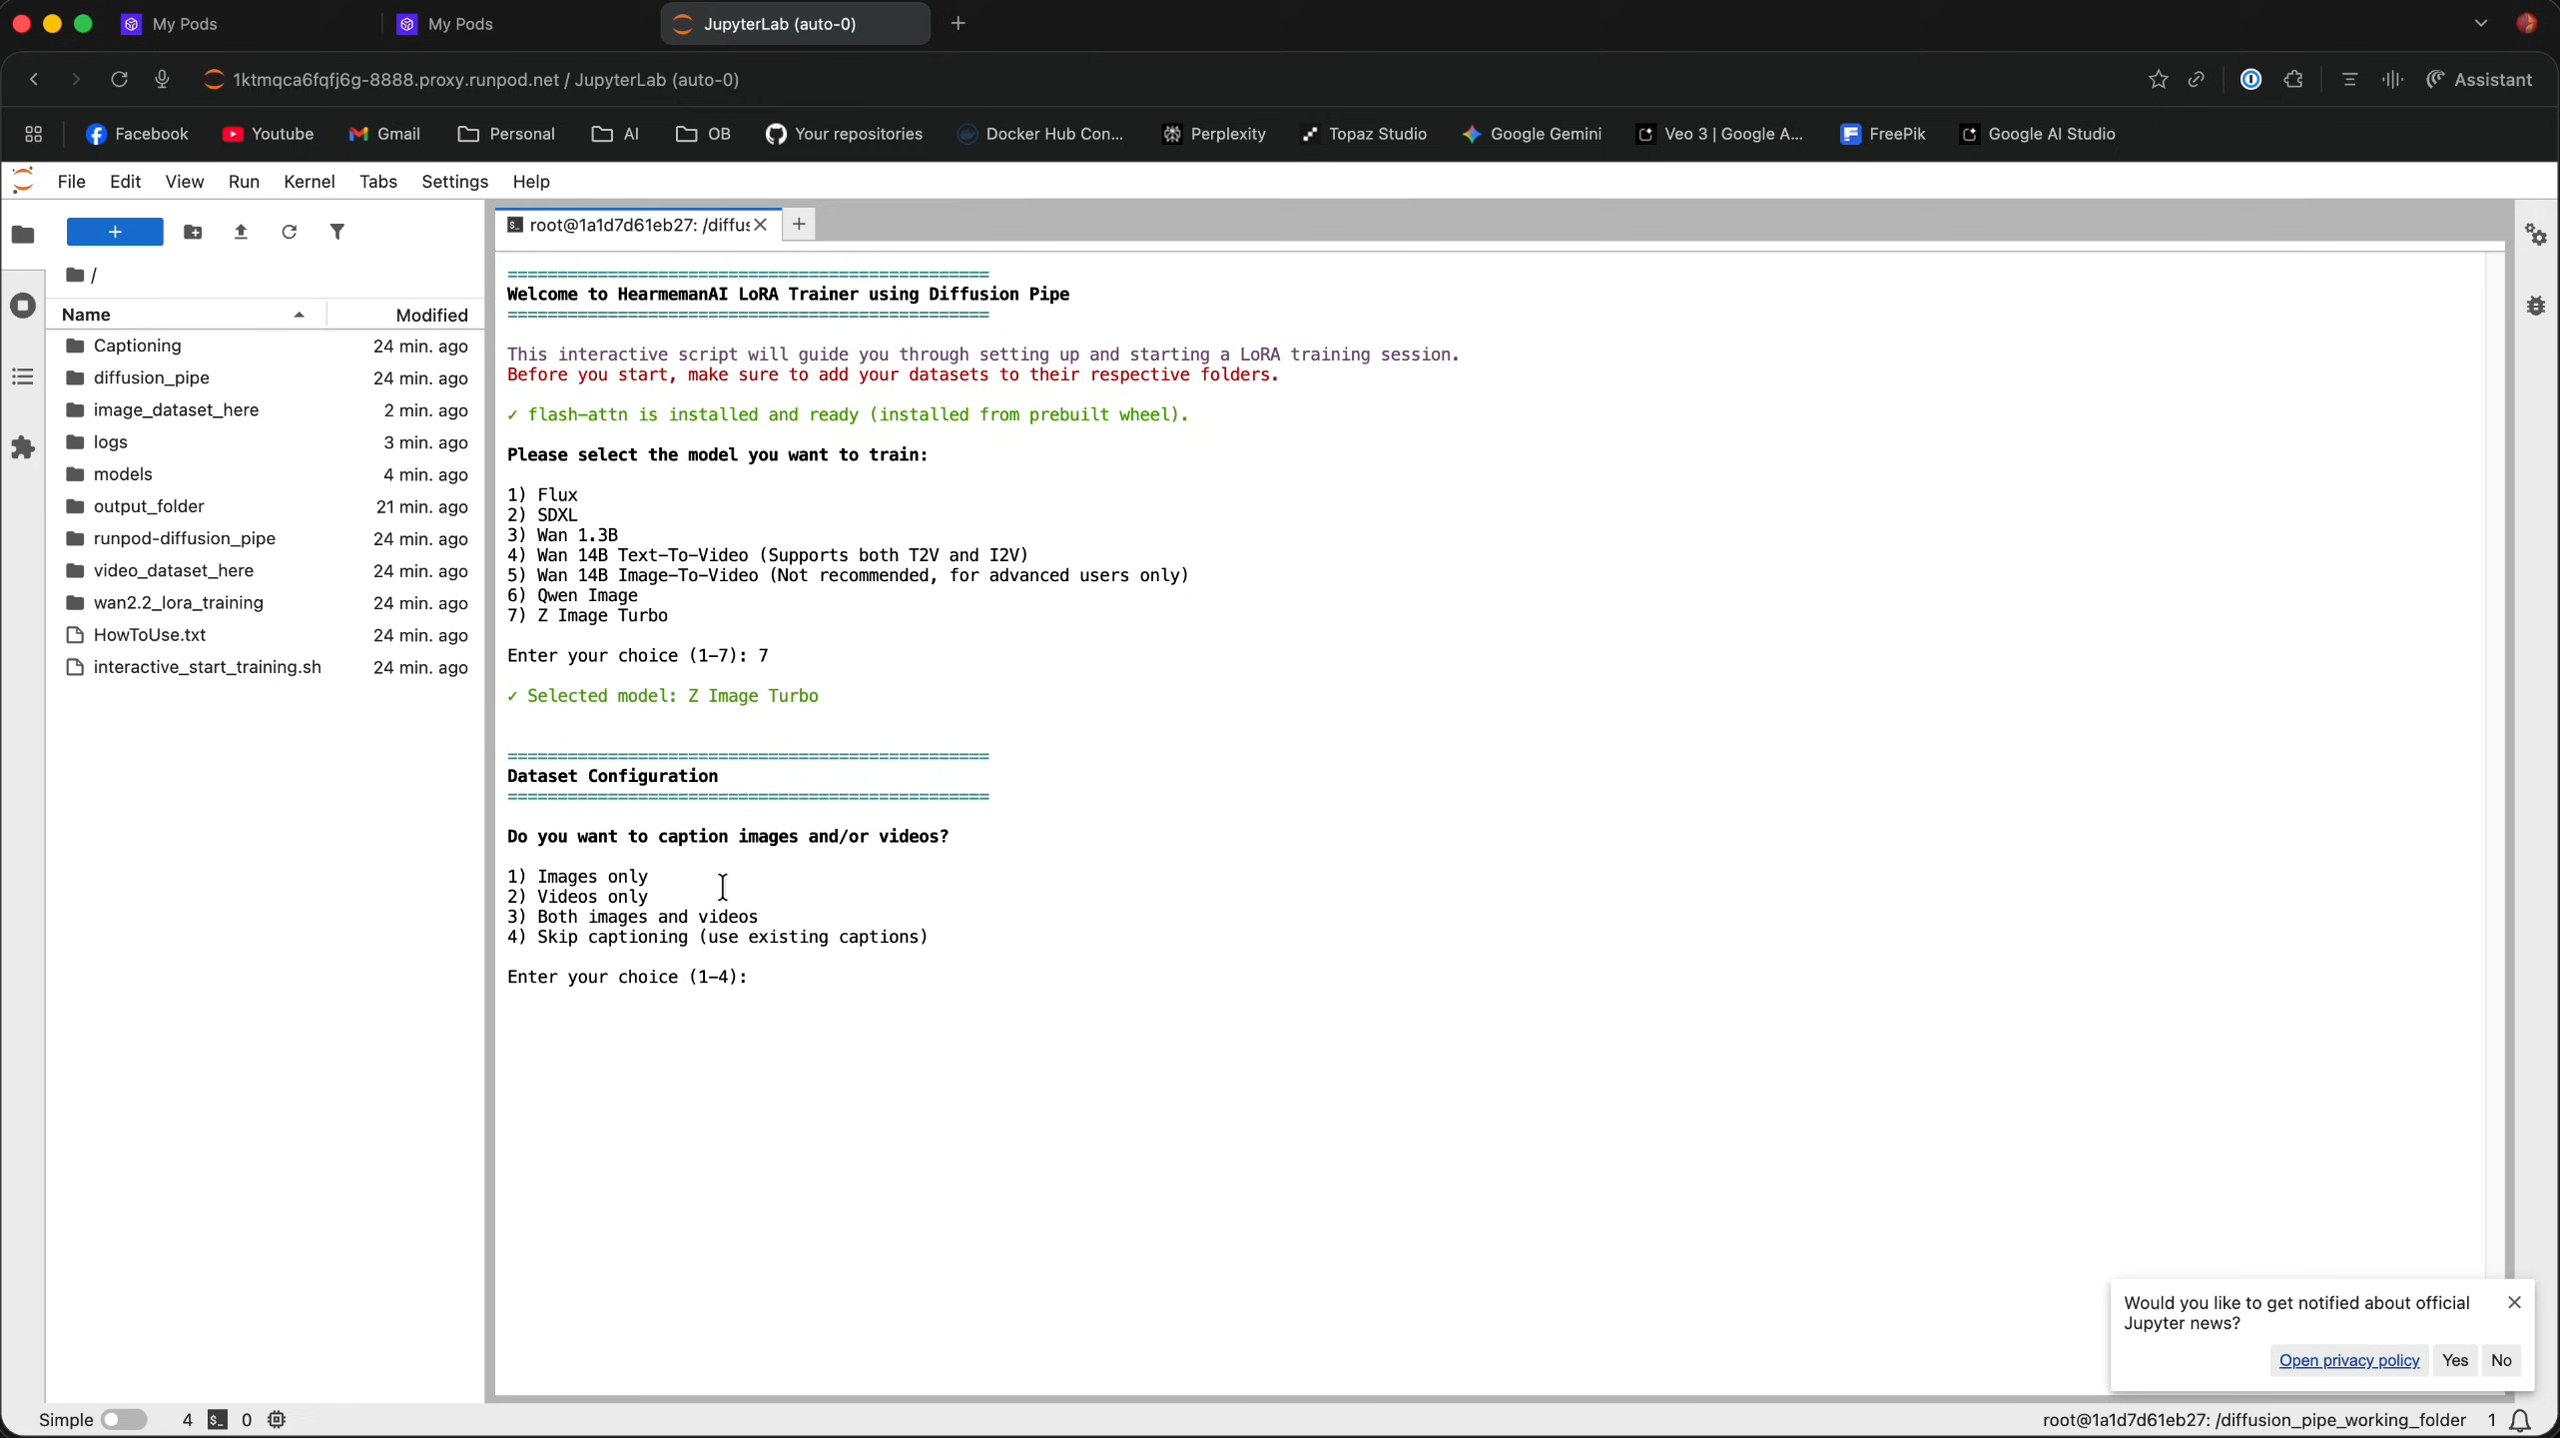 My Pods
My Pods
JupyterLab (auto-0)
1ktmqca6fqfj6g-8888.proxy.runpod.net / JupyterLab (auto-0)
Assistant
Facebook
Youtube
Gmail
Personal
AI
OB
Your repositories
Docker Hub Con...
Perplexity
Topaz Studio
Google Gemini
Veo 3 | Google A...
FreePik
Google AI Studio
File Edit View Run Kernel Tabs Settings Help
/
Name Modified
Captioning 24 min. ago
diffusion_pipe 24 min. ago
image_dataset_here 2 min. ago
logs 3 min. ago
models 4 min. ago
output_folder 21 min. ago
runpod-diffusion_pipe 24 min. ago
video_dataset_here 24 min. ago
wan2.2_lora_training 24 min. ago
HowToUse.txt 24 min. ago
interactive_start_training.sh 24 min. ago
root@1a1d7d61eb27: /diffus
================================================
Welcome to HearmemanAI LoRA Trainer using Diffusion Pipe
================================================
This interactive script will guide you through setting up and starting a LoRA training session.
Before you start, make sure to add your datasets to their respective folders.
✓ flash-attn is installed and ready (installed from prebuilt wheel).
Please select the model you want to train:
1) Flux
2) SDXL
3) Wan 1.3B
4) Wan 14B Text-To-Video (Supports both T2V and I2V)
5) Wan 14B Image-To-Video (Not recommended, for advanced users only)
6) Qwen Image
7) Z Image Turbo
Enter your choice (1-7): 7
✓ Selected model: Z Image Turbo
================================================
Dataset Configuration
================================================
Do you want to caption images and/or videos?
1) Images only
2) Videos only
3) Both images and videos
4) Skip captioning (use existing captions)
Enter your choice (1-4):
Would you like to get notified about official
Jupyter news?
Open privacy policy Yes No
Simple 4 $_ 0
root@1a1d7d61eb27: /diffusion_pipe_working_folder 1